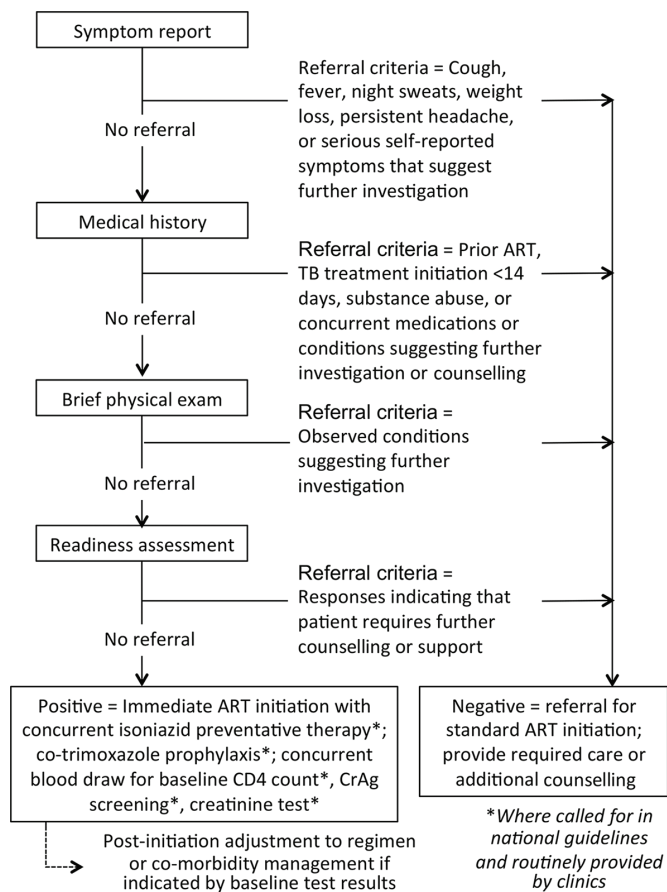 Symptom report
Referral criteria = Cough,
fever, night sweats, weight
loss, persistent headache,
or serious self-reported
symptoms that suggest
further investigation
No referral
Medical history
Referral criteria = Prior ART,
TB treatment initiation <14
days, substance abuse, or
concurrent medications or
conditions suggesting further
investigation or counselling
No referral
Brief physical exam
Referral criteria =
Observed conditions
suggesting further
investigation
No referral
Readiness assessment
Referral criteria =
Responses indicating that
patient requires further
counselling or support
No referral
Positive = Immediate ART initiation with
concurrent isoniazid preventative therapy*;
co-trimoxazole prophylaxis*; concurrent
blood draw for baseline CD4 count*, CrAg
screening*, creatinine test*
Negative = referral for
standard ART initiation;
provide required care or
additional counselling
Post-initiation adjustment to regimen
or co-morbidity management if
indicated by baseline test results
*Where called for in
national guidelines
and routinely provided
by clinics